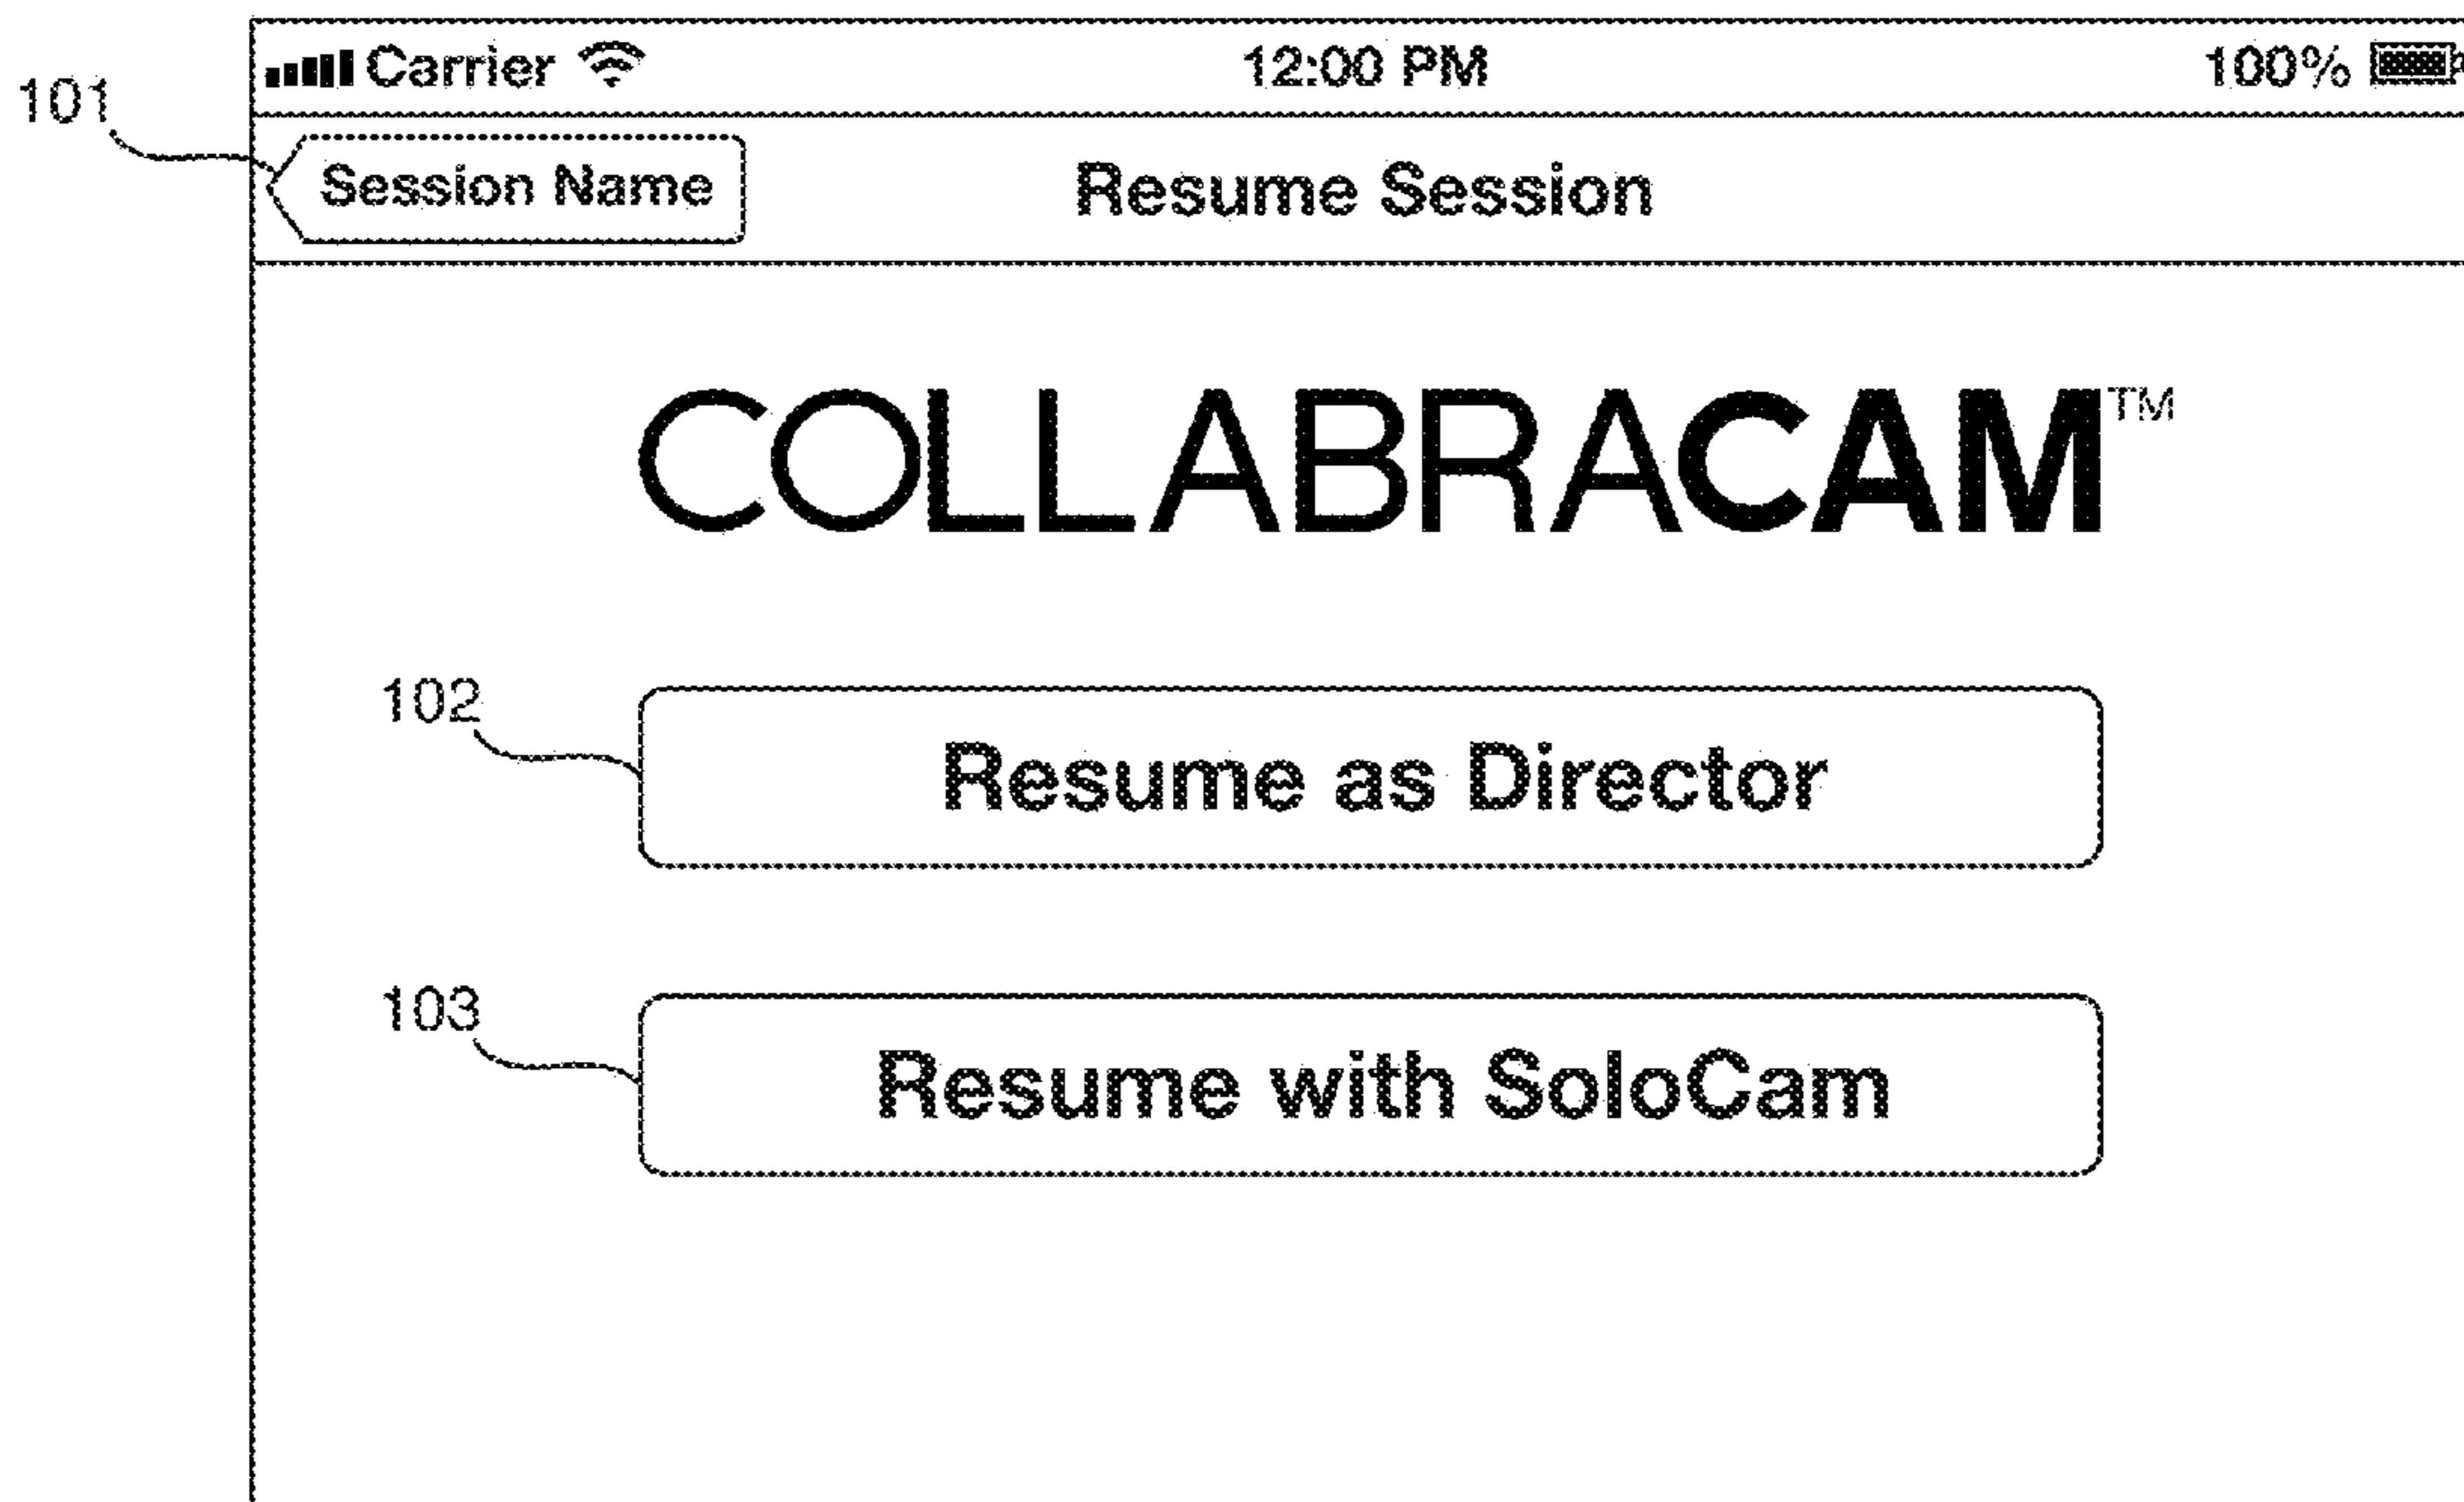 Carrier 12:00 PM 100%
101
Session Name Resume Session
COLLABRACAM™
102
Resume as Director
103
Resume with SoloCam